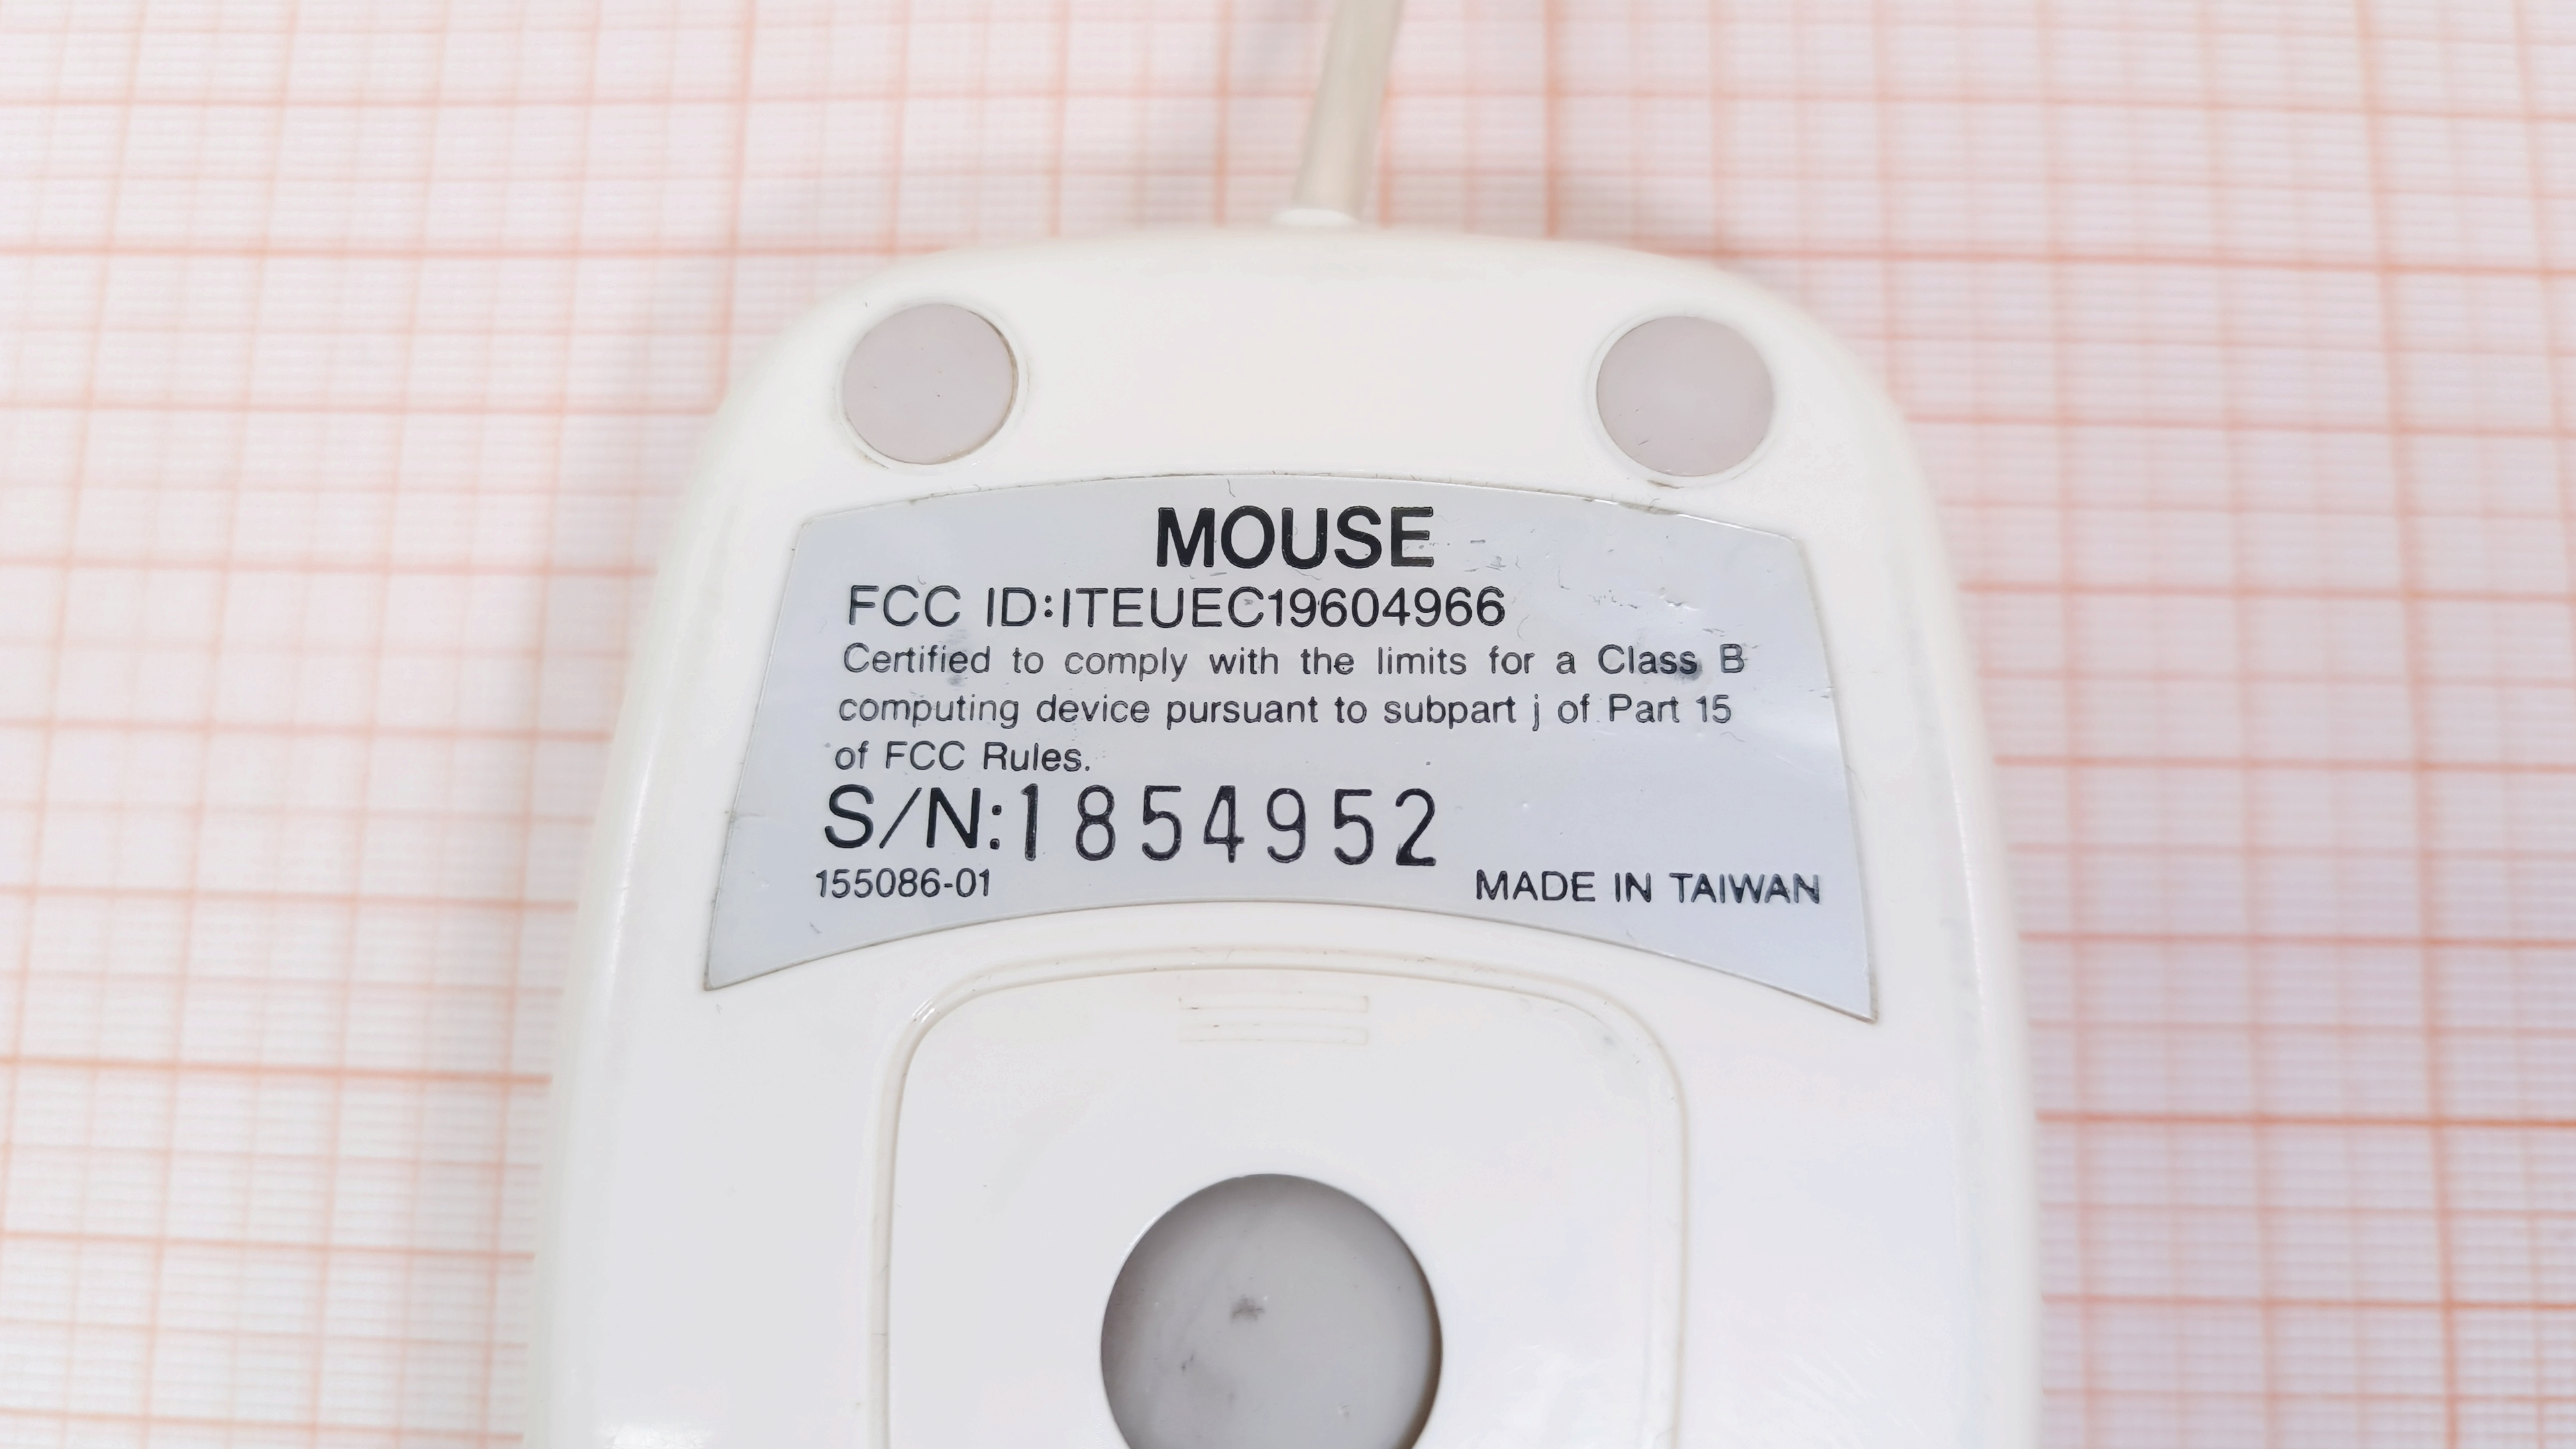 MOUSE
FCC ID:ITEUEC19604966
Certified to comply with the limits for a Class B
computing device pursuant to subpart j of Part 15
of FCC Rules.
S/N:1854952
155086-01 MADE IN TAIWAN